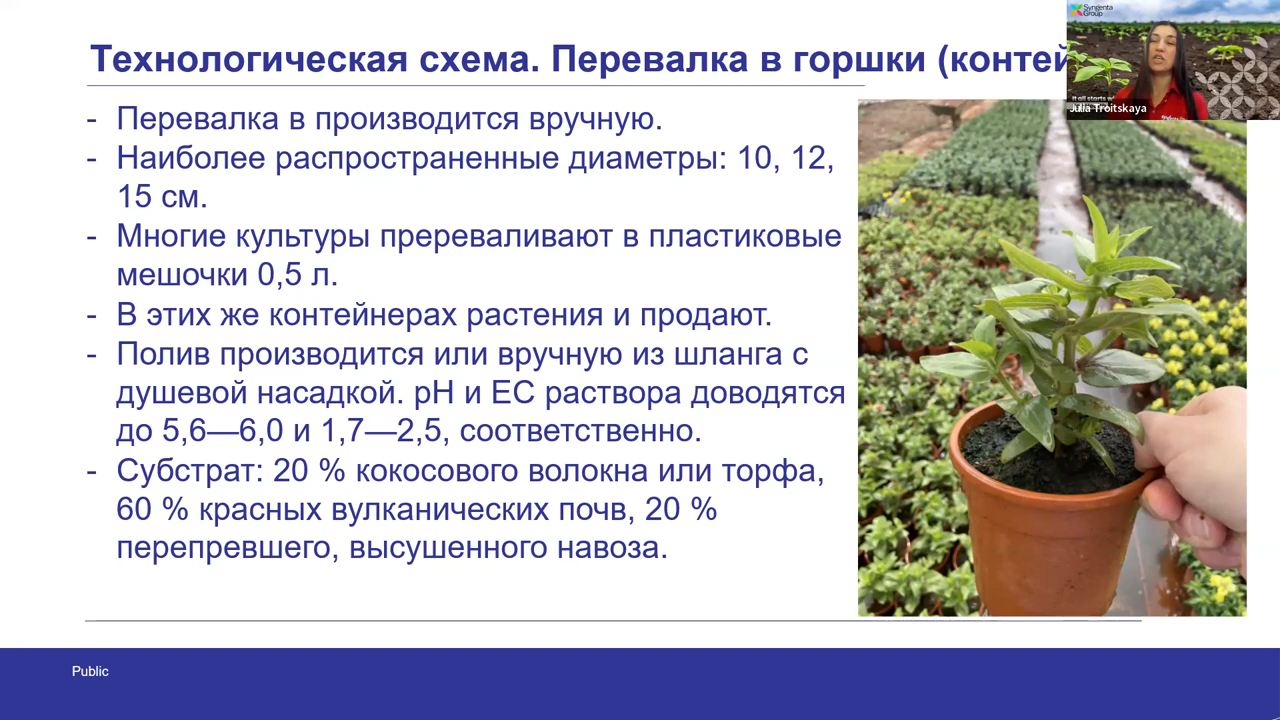 Технологическая схема. Перевалка в горшки (контей
Syngenta
Group
Julia Troitskaya
- Перевалка в производится вручную.
- Наиболее распространенные диаметры: 10, 12,
15 см.
- Многие культуры пререваливают в пластиковые
мешочки 0,5 л.
- В этих же контейнерах растения и продают.
- Полив производится или вручную из шланга с
душевой насадкой. рН и ЕС раствора доводятся
до 5,6—6,0 и 1,7—2,5, соответственно.
- Субстрат: 20 % кокосового волокна или торфа,
60 % красных вулканических почв, 20 %
перепревшего, высушенного навоза.
Public